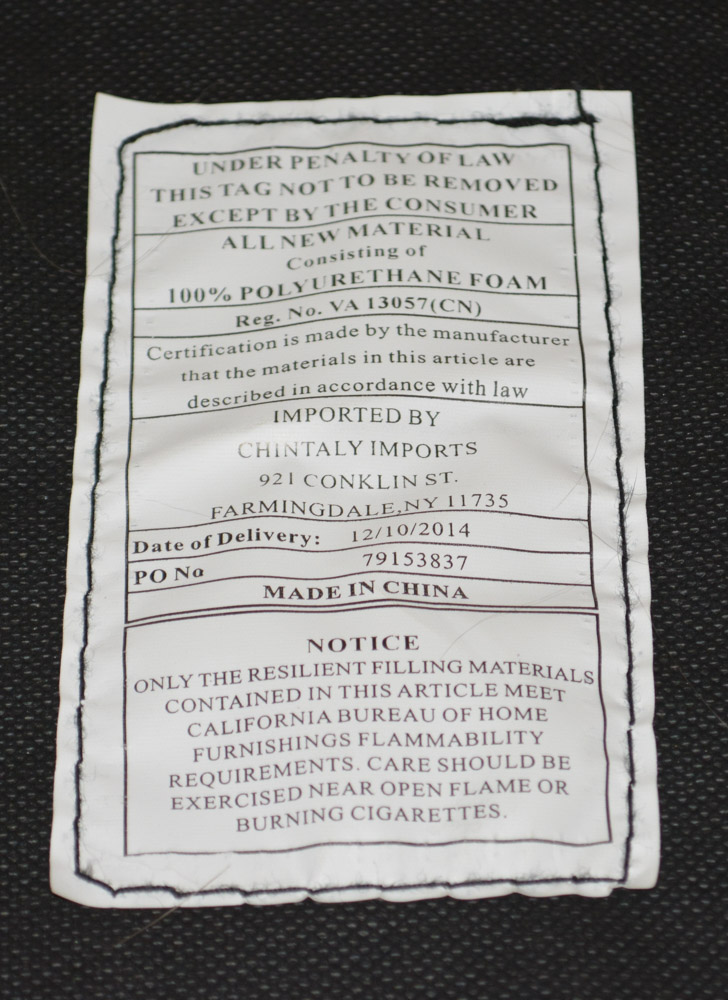 UNDER PENALTY OF LAW
THIS TAG NOT TO BE REMOVED
EXCEPT BY THE CONSUMER
ALL NEW MATERIAL
Consisting of
100% POLYURETHANE FOAM
Reg. No. VA 13057(CN)
Certification is made by the manufacturer
that the materials in this article are
described in accordance with law
IMPORTED BY
CHINTALY IMPORTS
921 CONKLIN ST.
FARMINGDALE,NY 11735
Date of Delivery: 12/10/2014
PO No 79153837
MADE IN CHINA
NOTICE
ONLY THE RESILIENT FILLING MATERIALS
CONTAINED IN THIS ARTICLE MEET
CALIFORNIA BUREAU OF HOME
FURNISHINGS FLAMMABILITY
REQUIREMENTS. CARE SHOULD BE
EXERCISED NEAR OPEN FLAME OR
BURNING CIGARETTES.